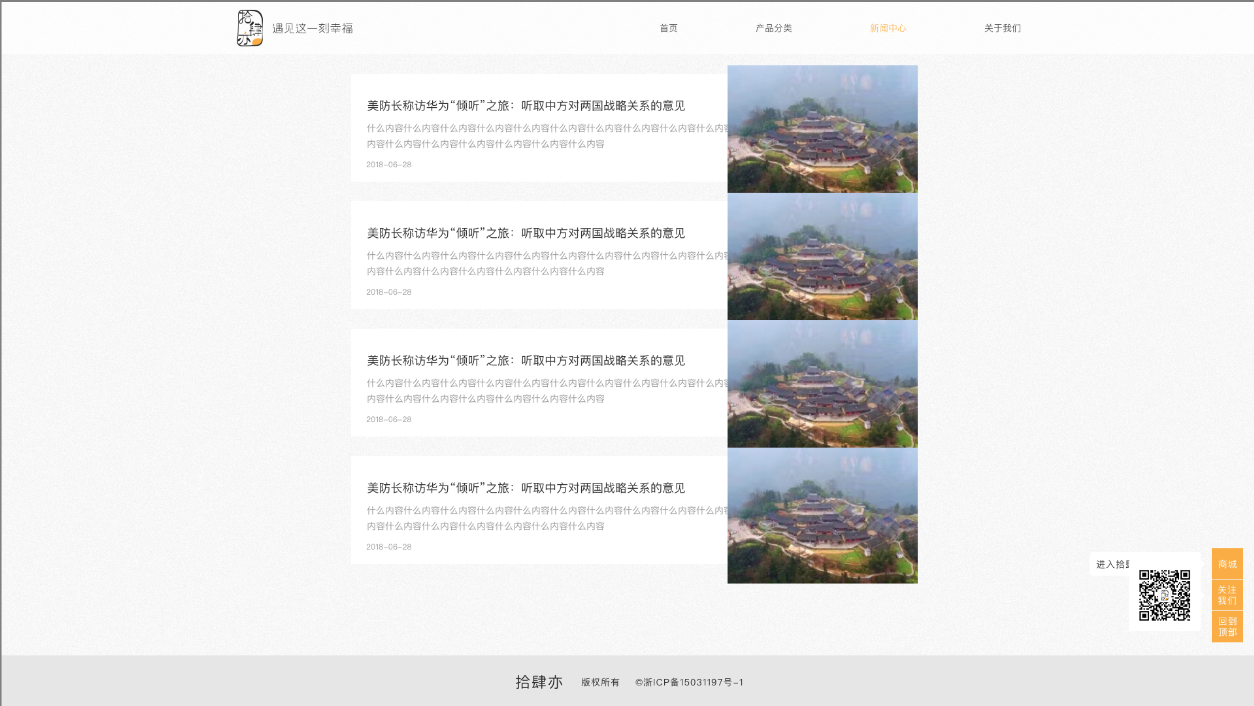 拾肆亦
遇见这一刻幸福
首页
产品分类
新闻中心
关于我们
美防长称访华为“倾听”之旅：听取中方对两国战略关系的意见
什么内容什么内容什么内容什么内容什么内容什么内容什么内容什么内容什么内容什么内
内容什么内容什么内容什么内容什么内容什么内容什么内容
2018-06-28
美防长称访华为“倾听”之旅：听取中方对两国战略关系的意见
什么内容什么内容什么内容什么内容什么内容什么内容什么内容什么内容什么内容什么内
内容什么内容什么内容什么内容什么内容什么内容什么内容
2018-06-28
美防长称访华为“倾听”之旅：听取中方对两国战略关系的意见
什么内容什么内容什么内容什么内容什么内容什么内容什么内容什么内容什么内容什么内
内容什么内容什么内容什么内容什么内容什么内容什么内容
2018-06-28
美防长称访华为“倾听”之旅：听取中方对两国战略关系的意见
什么内容什么内容什么内容什么内容什么内容什么内容什么内容什么内容什么内容什么内
内容什么内容什么内容什么内容什么内容什么内容什么内容
2018-06-28
进入拾
商城
关注
我们
回到
顶部
拾肆亦 版权所有 ©浙ICP备15031197号-1